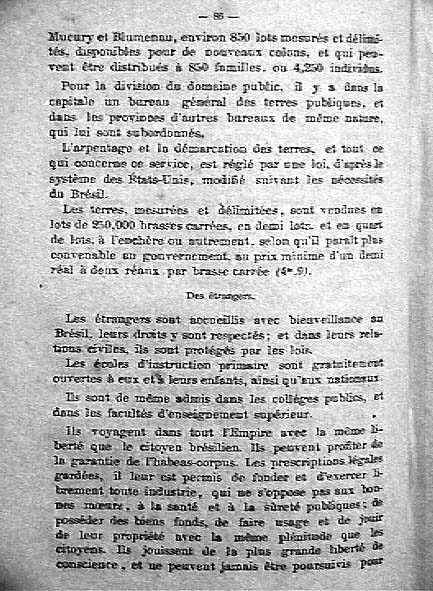 — 86 —
Mucury et Blumenau, environ 850 lots mesurés et délimi-
tés, disponibles pour de nouveaux colons, et qui peu-
vent être distribués à 850 familles, ou 4,250 individus.
Pour la division du domaine public, il y a dans la
capitale un bureau général des terres publiques, et
dans les provinces d'autres bureaux de même nature,
qui lui sont subordonnés.
L'arpentage et la démarcation des terres, et tout ce
qui concerne ce service, est réglé par une loi, d'après le
système des États-Unis, modifié suivant les nécessités
du Brésil.
Les terres, mesurées et délimitées, sont vendues en
lots de 250,000 brasses carrées, en demi lots, et en quart
de lots, à l'enchère ou autrement, selon qu'il paraît plus
convenable au gouvernement, au prix minime d'un demi
réal à deux réaux par brasse carrée
Des étrangers.
Les étrangers sont accueillis avec bienveillance au
Brésil, leurs droits y sont respectés; et dans leurs rela-
tions civiles, ils sont protégés par les lois.
Les écoles d'instruction primaire sont gratuitement
ouvertes à eux et à leurs enfants, ainsi qu'aux nationaux.
Ils sont de même admis dans les colléges publics, et
dans les facultés d'enseignement supérieur.
Ils voyagent dans tout l'Empire avec la même li-
berté que le citoyen brésilien. Ils peuvent profiter de
la garantie de l'habeas-corpus. Les prescriptions légales
gardées, il leur est permis de fonder et d'exercer li-
brement toute industrie, qui ne s'oppose pas aux bon-
nes mœurs, à la santé et à la sûreté publiques; de
posséder des biens fonds, de faire usage et de jouir
de leur propriété avec la même plénitude que les
citoyens. Ils jouissent de la plus grande liberté de
conscience, et ne peuvent jamais être poursuivis pour